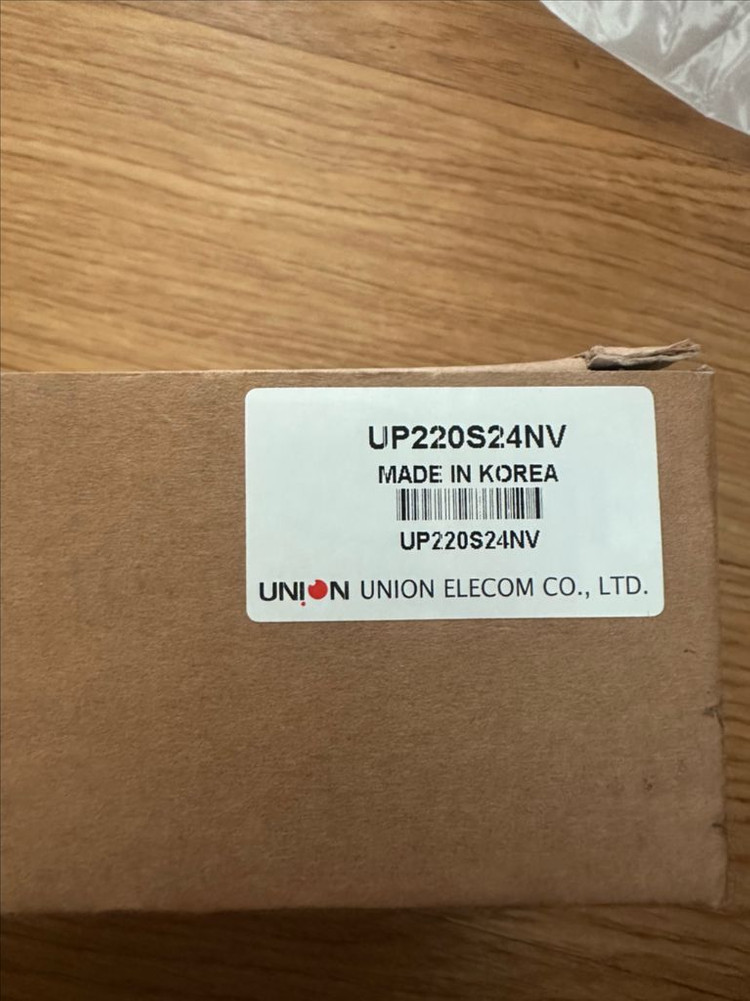 UP220S24NV
MADE IN KOREA
UP220S24NV
UNION UNION ELECOM CO., LTD.